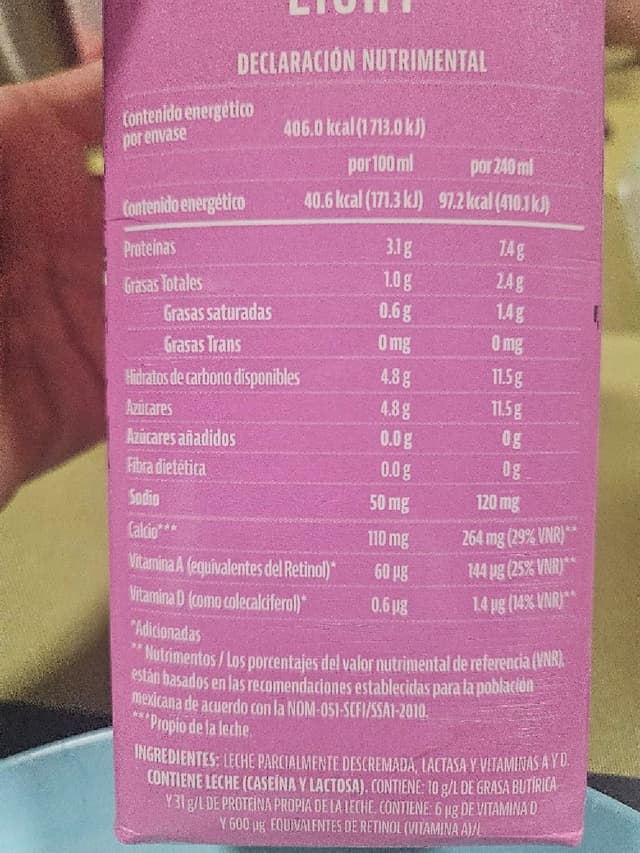 LIGHT
DECLARACIÓN NUTRIMENTAL
Contenido energético
por envase
406.0 kcal (1 713.0 kJ)
por 100 ml por 240 ml
Contenido energético 40.6 kcal (171.3 kJ) 97.2 kcal (410.1 kJ)
Proteínas 3.1 g 7.4 g
Grasas Totales 1.0 g 2.4 g
Grasas saturadas 0.6 g 1.4 g
Grasas Trans 0 mg 0 mg
Hidratos de carbono disponibles 4.8 g 11.5 g
Azúcares 4.8 g 11.5 g
Azúcares añadidos 0.0 g 0 g
Fibra dietética 0.0 g 0 g
Sodio 50 mg 120 mg
Calcio*** 110 mg 264 mg (29% VNR)**
Vitamina A (equivalentes del Retinol)* 60 µg 144 µg (25% VNR)**
Vitamina D (como colecalciferol)* 0.6 µg 1.4 µg (14% VNR)**
*Adicionadas
**Nutrimentos / Los porcentajes del valor nutrimental de referencia (VNR),
están basados en las recomendaciones establecidas para la población
mexicana de acuerdo con la NOM-051-SCFI/SSA1-2010.
***Propio de la leche.
INGREDIENTES: LECHE PARCIALMENTE DESCREMADA, LACTASA Y VITAMINAS A Y D.
CONTIENE LECHE (CASEÍNA Y LACTOSA). CONTIENE: 10 g/L DE GRASA BUTÍRICA
Y 31 g/L DE PROTEÍNA PROPIA DE LA LECHE. CONTIENE: 6 µg DE VITAMINA D
Y 600 µg EQUIVALENTES DE RETINOL (VITAMINA A)/L